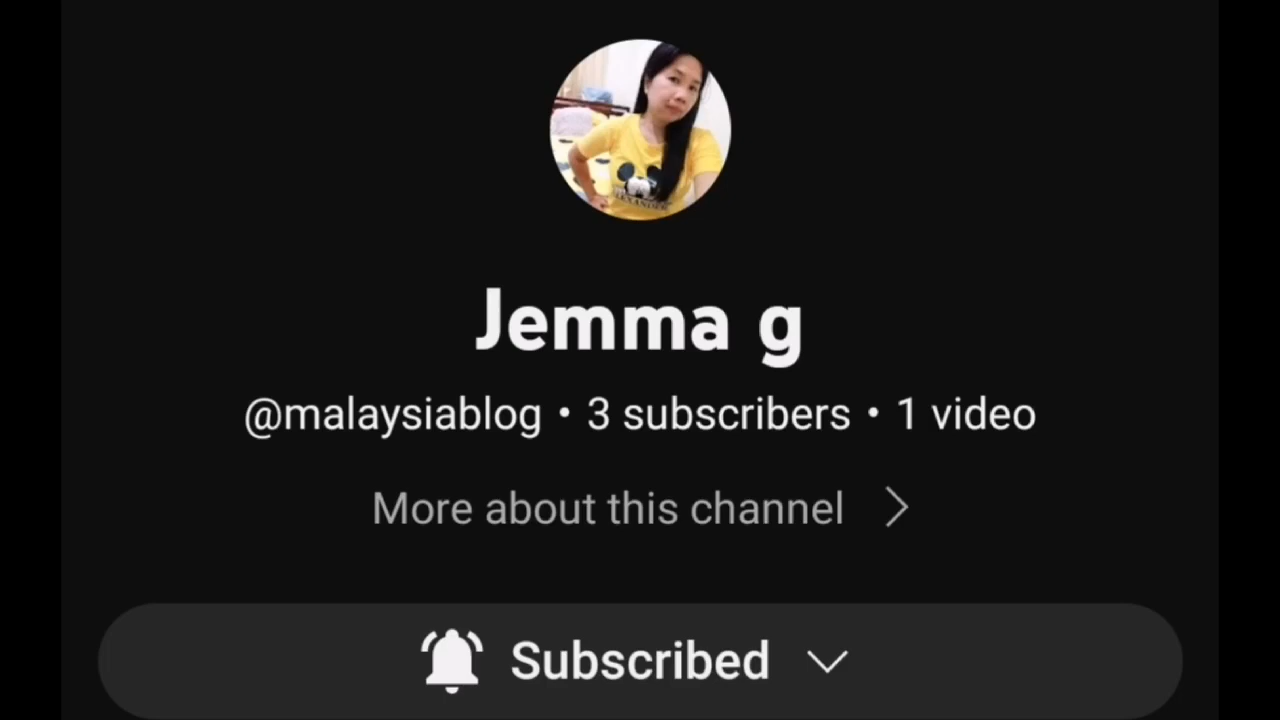 Jemma g
@malaysiablog • 3 subscribers • 1 video
More about this channel
Subscribed